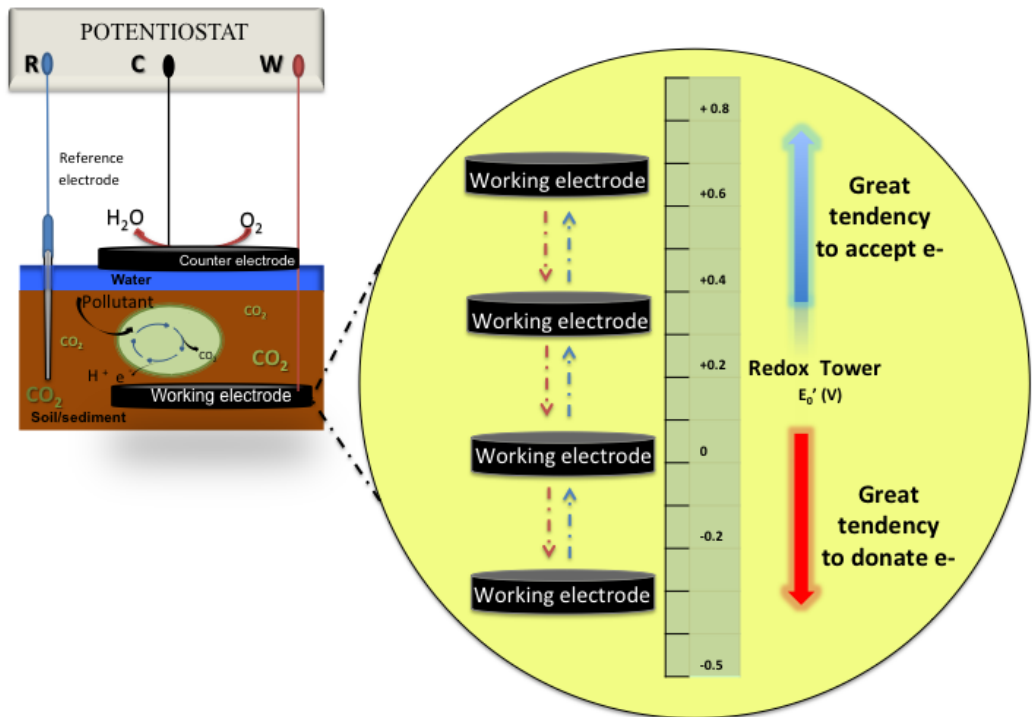 POTENTIOSTAT
R C W
Reference
electrode
H₂O
O₂
Counter electrode
Water
Pollutant
CO₂
CO₂
CO₂
CO₂
H⁺ e⁻
CO₂
Working electrode
Soil/sediment
Working electrode
Working electrode
Working electrode
Working electrode
+ 0.8
+0.6
+0.4
+0.2
0
-0.2
-0.5
Great
tendency
to accept e-
Redox Tower
E₀’ (V)
Great
tendency
to donate e-